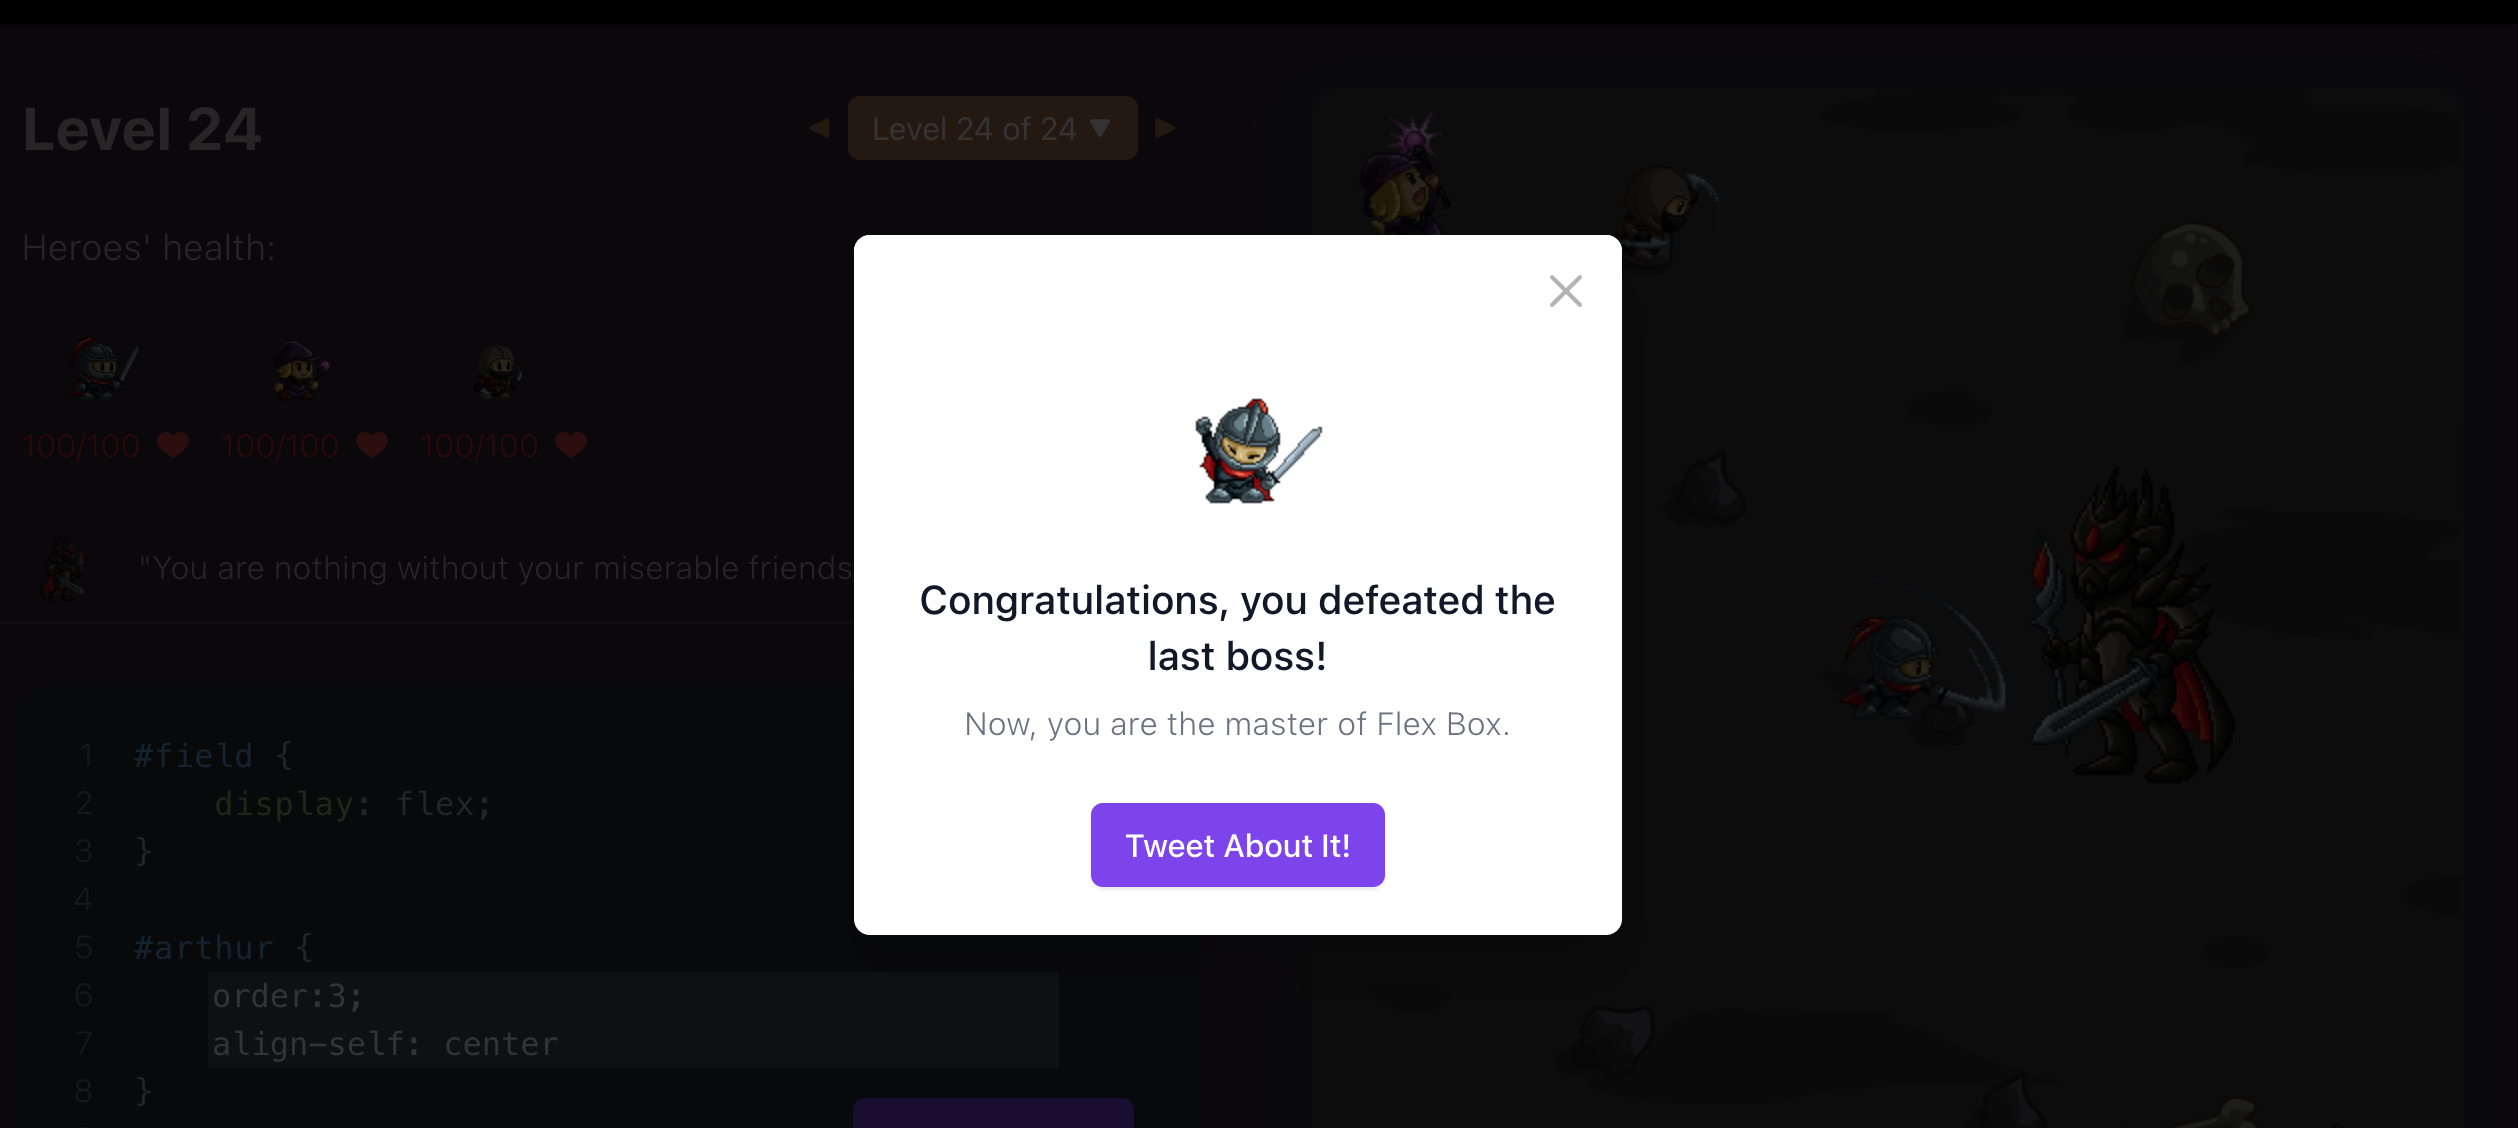 Level 24
Level 24 of 24 ▼
Heroes' health:
100/100
100/100
100/100
"You are nothing without your miserable friends
Congratulations, you defeated the
last boss!
Now, you are the master of Flex Box.
Tweet About It!
1 #field {
2 display: flex;
3 }
4
5 #arthur {
6 order:3;
7 align-self: center
8 }